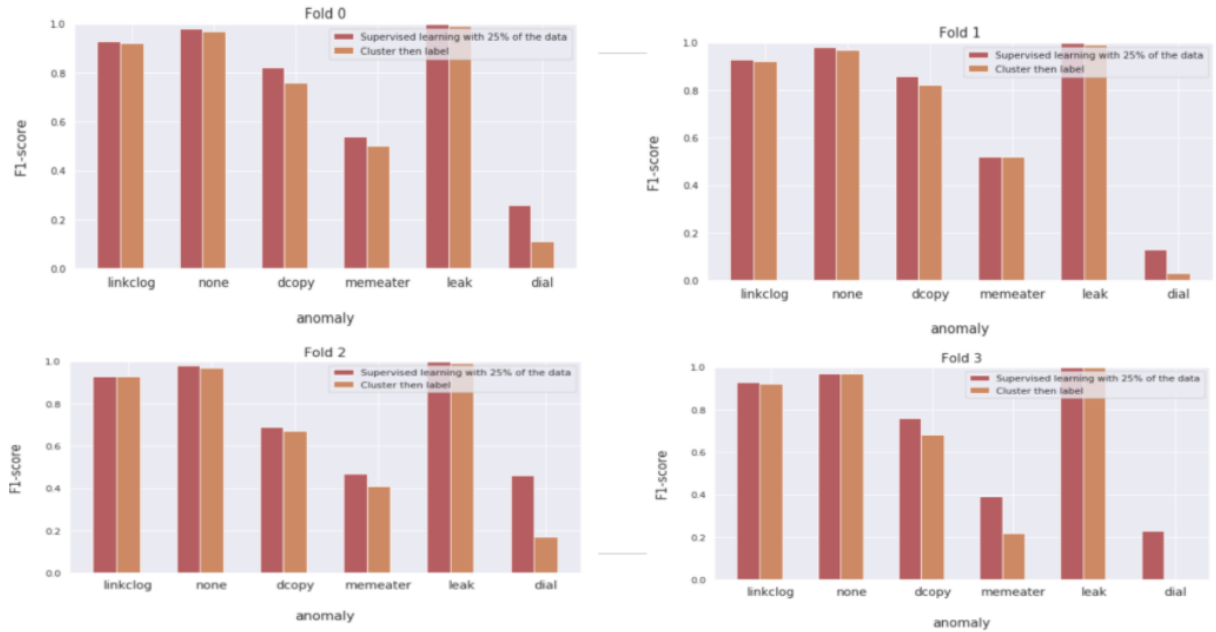 Fold 0
Supervised learning with 25% of the data
Cluster then label
1.0
0.8
0.6
0.4
0.2
0.0
F1-score
linkclog none dcopy memeater leak dial
anomaly
Fold 1
Supervised learning with 25% of the data
Cluster then label
1.0
0.8
0.6
0.4
0.2
0.0
F1-score
linkclog none dcopy memeater leak dial
anomaly
Fold 2
Supervised learning with 25% of the data
Cluster then label
1.0
0.8
0.6
0.4
0.2
0.0
F1-score
linkclog none dcopy memeater leak dial
anomaly
Fold 3
Supervised learning with 25% of the data
Cluster then label
1.0
0.8
0.6
0.4
0.2
0.0
F1-score
linkclog none dcopy memeater leak dial
anomaly